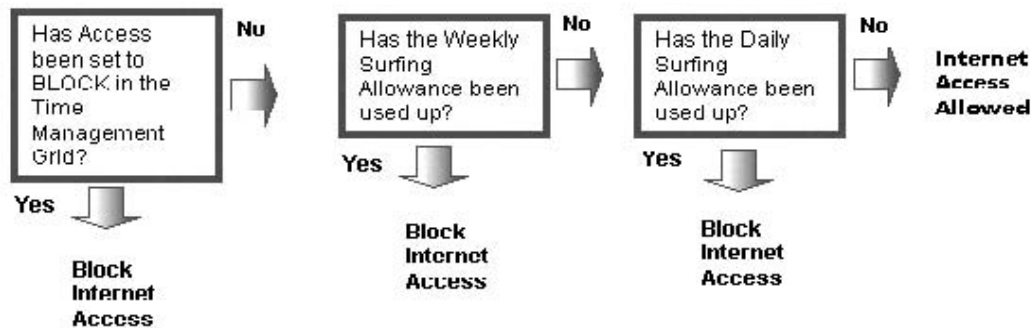 Has Access
been set to
BLOCK in the
Time
Management
Grid?
No
Yes
Block
Internet
Access
Has the Weekly
Surfing
Allowance been
used up?
No
Yes
Block
Internet
Access
Has the Daily
Surfing
Allowance been
used up?
No
Yes
Block
Internet
Access
Internet
Access
Allowed